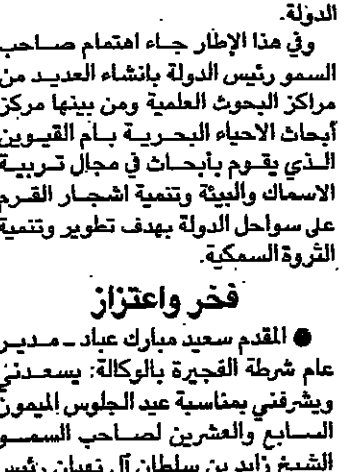 الدولة.
وفي هذا الإطار جاء اهتمام صاحب
السمو رئيس الدولة بإنشاء العديد من
مراكز البحوث العلمية ومن بينها مركز
أبحاث الاحياء البحرية بأم القيوين
الذي يقوم بأبحاث في مجال تربية
الاسماك والبيئة وتنمية اشجار القرم
على سواحل الدولة بهدف تطوير وتنمية
الثروة السمكية.
فخر واعتزاز
● المقدم سعيد مبارك عباد ـ مدير
عام شرطة الفجيرة بالوكالة: يسعدني
ويشرفني بمناسبة عيد الجلوس الميمون
السابع والعشرين لصاحب السمو
الشيخ زايد بن سلطان آل نهيان رئيس